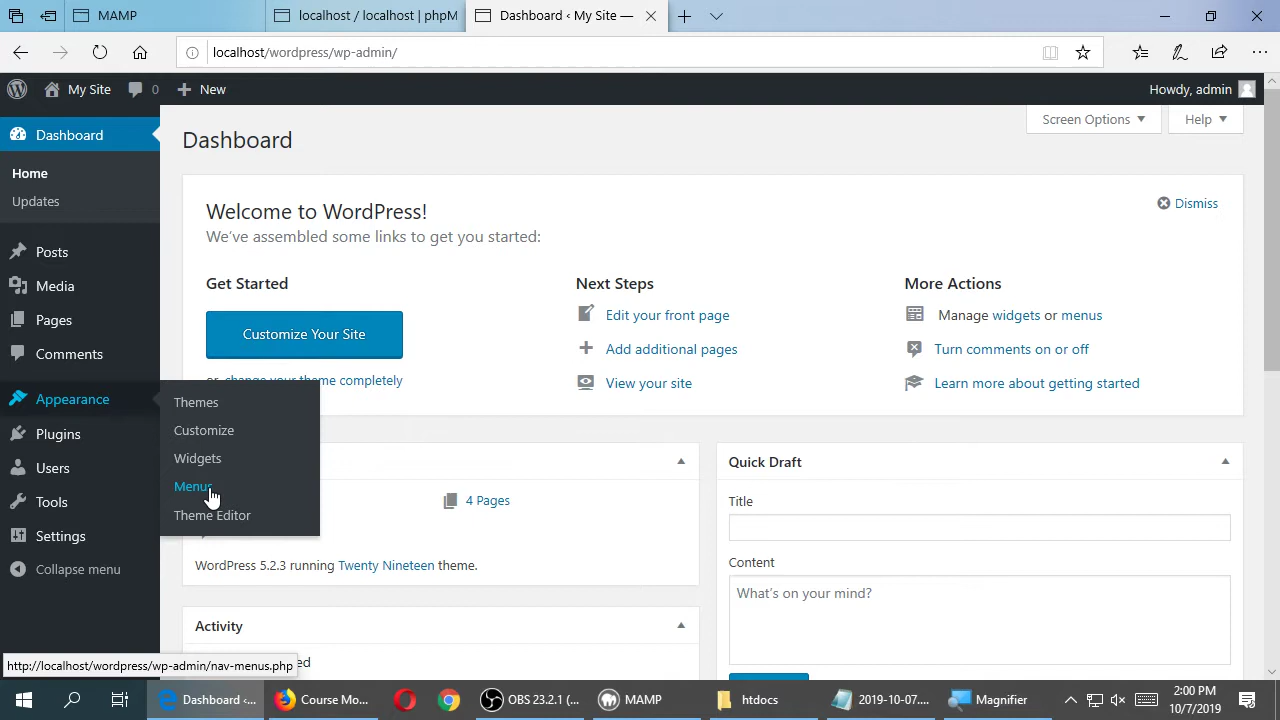 MAMP
localhost / localhost | phpM
Dashboard ‹ My Site —
localhost/wordpress/wp-admin/
My Site
0
New
Howdy, admin
Dashboard
Home
Updates
Posts
Media
Pages
Comments
Appearance
Plugins
Users
Tools
Settings
Collapse menu
Themes
Customize
Widgets
Menus
Theme Editor
Screen Options
Help
Dashboard
Welcome to WordPress!
We've assembled some links to get you started:
Dismiss
Get Started
Customize Your Site
or, change your theme completely
Next Steps
Edit your front page
Add additional pages
View your site
More Actions
Manage widgets or menus
Turn comments on or off
Learn more about getting started
4 Pages
WordPress 5.2.3 running Twenty Nineteen theme.
Activity
Quick Draft
Title
Content
What's on your mind?
http://localhost/wordpress/wp-admin/nav-menus.php
Dashboard ‹...
Course Mo...
OBS 23.2.1 (...
MAMP
htdocs
2019-10-07....
Magnifier
2:00 PM
10/7/2019